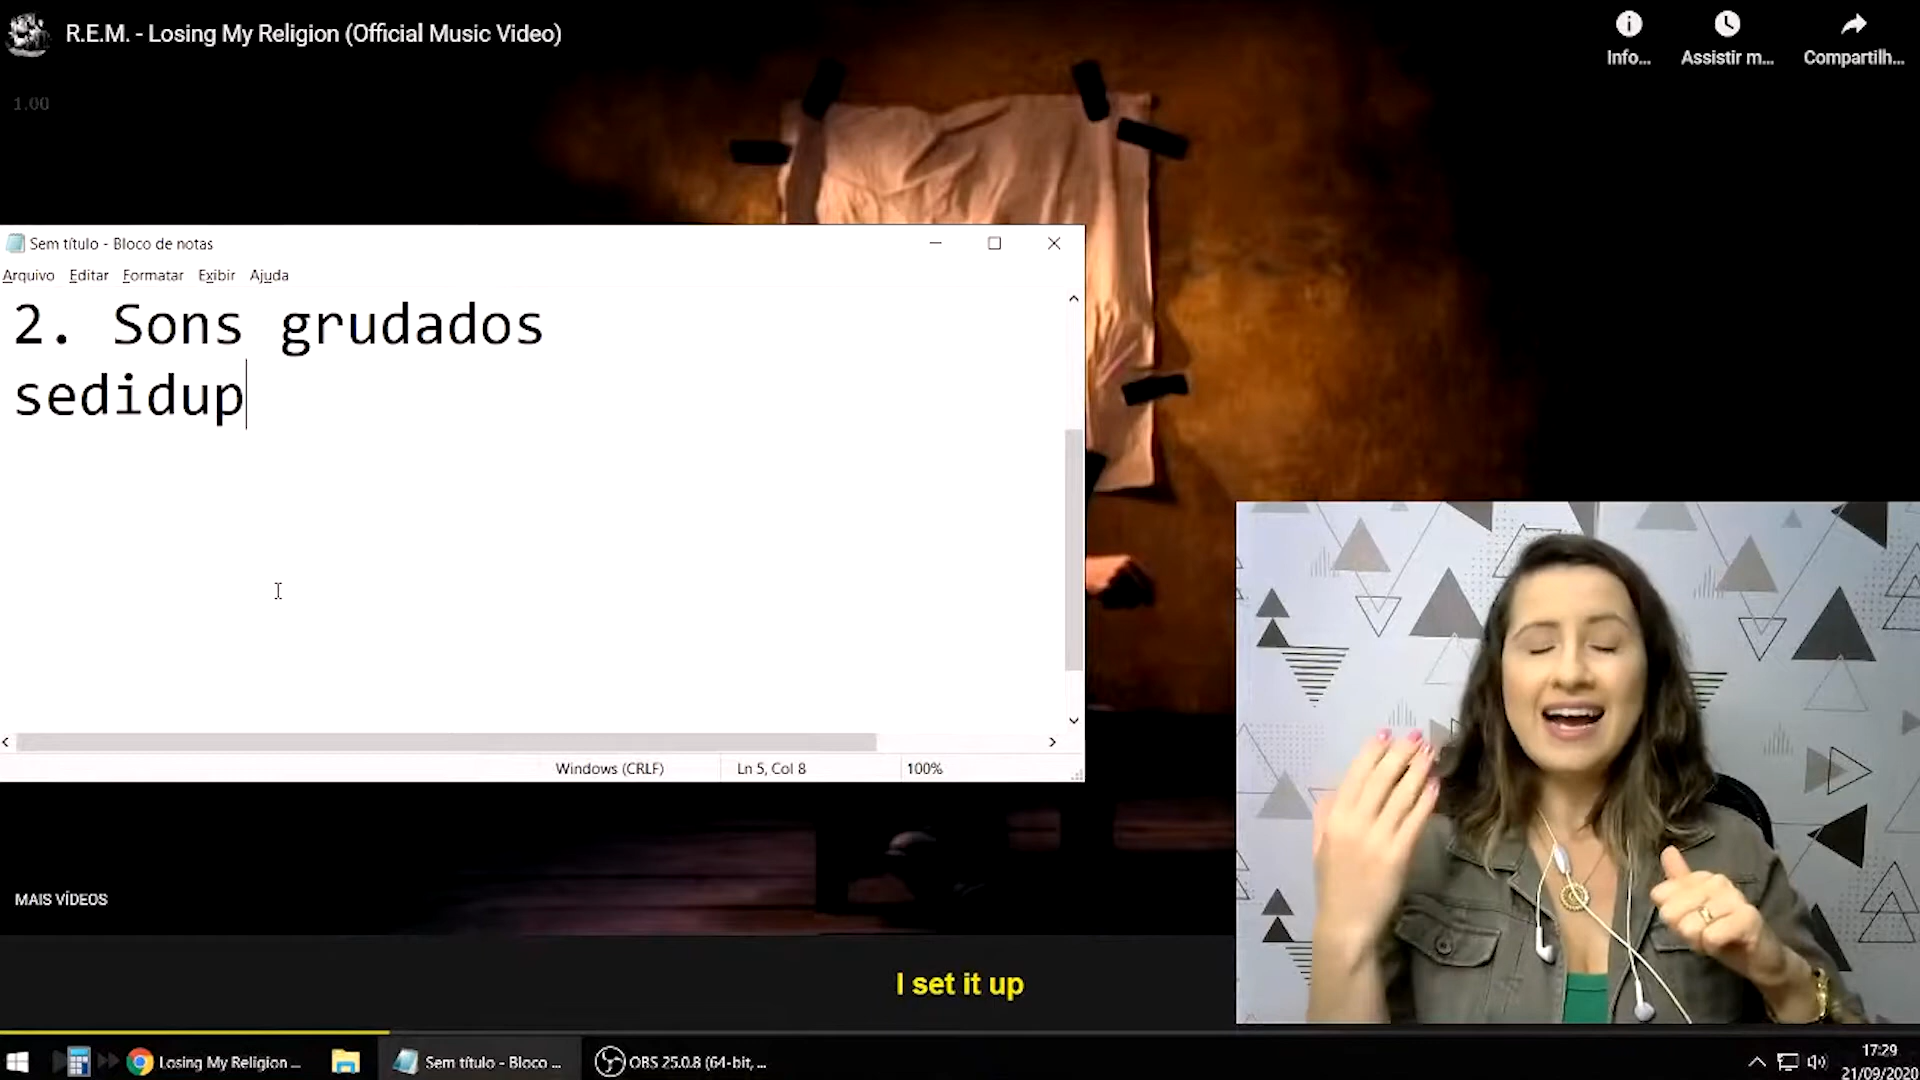 R.E.M. - Losing My Religion (Official Music Video)
Info...
Assistir m...
Compartilh...
1.00
Sem título - Bloco de notas
Arquivo Editar Formatar Exibir Ajuda
2. Sons grudados
sedidup
Windows (CRLF)
Ln 5, Col 8
100%
MAIS VÍDEOS
I set it up
Losing My Religion ...
Sem título - Bloco ...
OBS 25.0.8 (64-bit, ...
17:29
21/09/2020